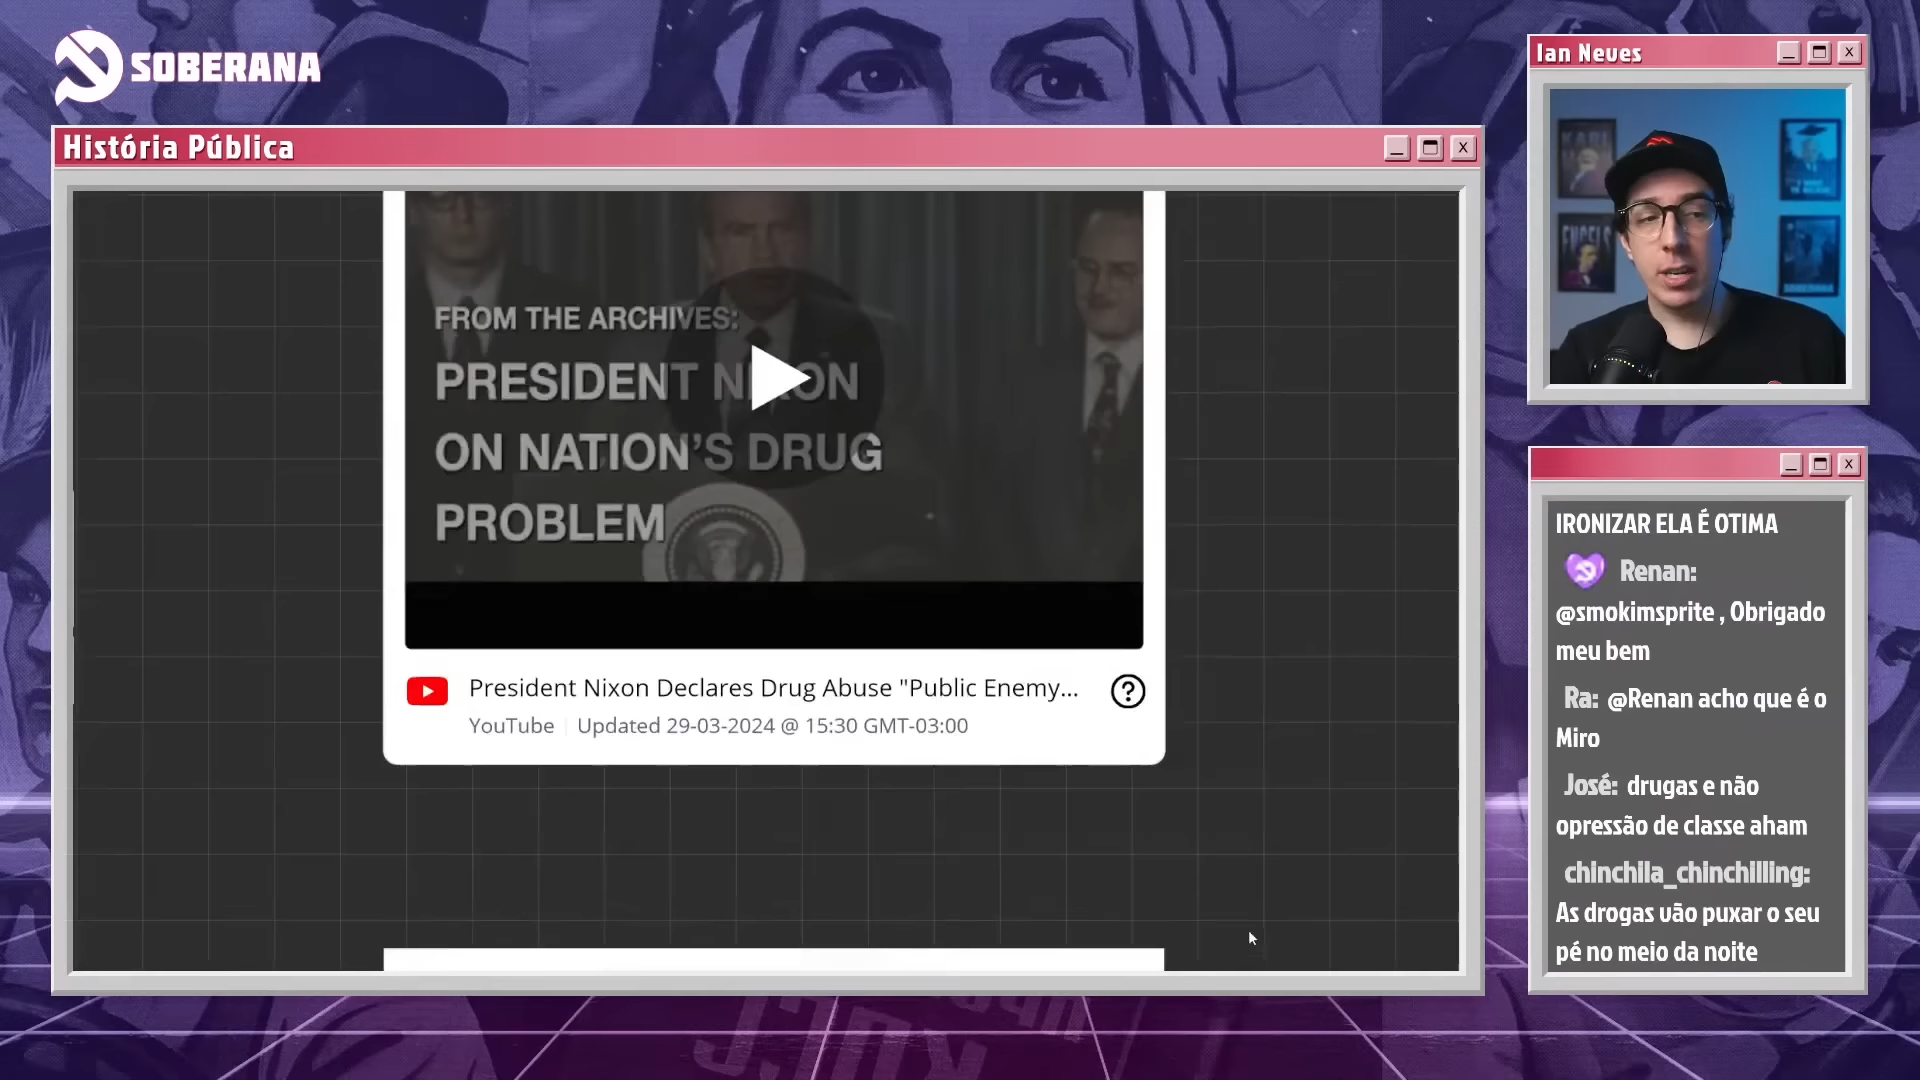 SOBERANA
Ian Neves
História Pública
FROM THE ARCHIVES:
PRESIDENT NIXON
ON NATION'S DRUG
PROBLEM
President Nixon Declares Drug Abuse "Public Enemy...
YouTube
Updated 29-03-2024 @ 15:30 GMT-03:00
KARL
ENGELS
IRONIZAR ELA É OTIMA
Renan:
@smokimsprite , Obrigado
meu bem
Ra: @Renan acho que é o
Miro
José: drugas e não
opressão de classe aham
chinchila_chinchilling:
As drogas vão puxar o seu
pé no meio da noite